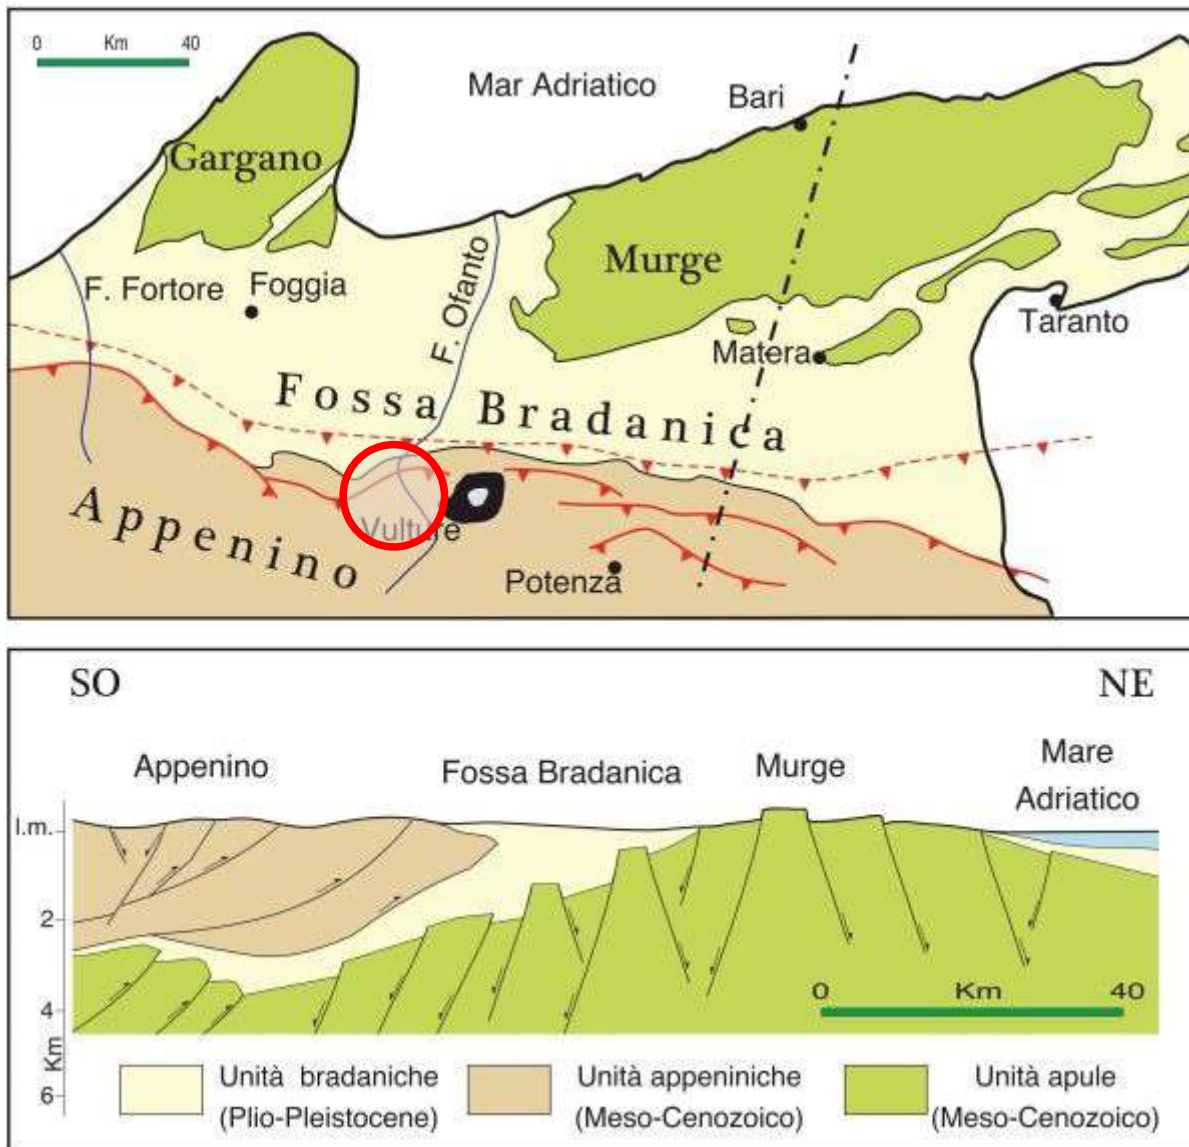 0 Km 40
Mar Adriatico
Bari
Gargano
Murge
F. Ofanto
F. Fortore
Foggia
Taranto
Matera
Fossa Bradanica
Appenino
Vulture
Potenza
SO
NE
Appenino
Fossa Bradanica
Murge
Mare
Adriatico
l.m.
2
4
Km
6
0 Km 40
Unità bradaniche
(Plio-Pleistocene)
Unità appeniniche
(Meso-Cenozoico)
Unità apule
(Meso-Cenozoico)